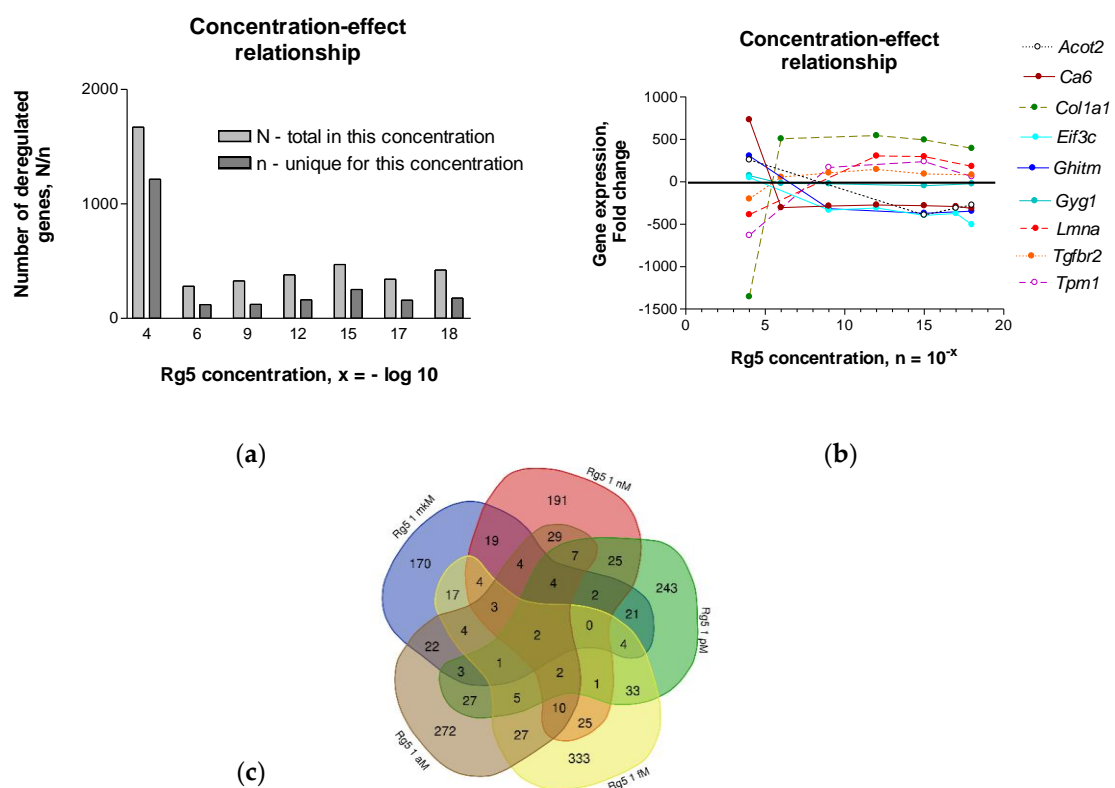 Concentration-effect
relationship
Number of deregulated
genes, N/n
2000
1000
0
N - total in this concentration
n - unique for this concentration
4 6 9 12 15 17 18
Rg5 concentration, x = - log 10
(a)
Concentration-effect
relationship
Gene expression,
Fold change
1000
500
0
-500
-1000
-1500
0 5 10 15 20
Rg5 concentration, n = 10^-x
Acot2
Ca6
Col1a1
Eif3c
Ghitm
Gyg1
Lmna
Tgfbr2
Tpm1
(b)
Rg5 1 nM
Rg5 1 mkM
Rg5 1 pM
Rg5 1 fM
Rg5 1 aM
191
19 29
4 7 25
170 243
4 4 2
17 3 21
4 2 0 4
22 1
3 2 1 33
27 5
10 25
272 27
333
(c)